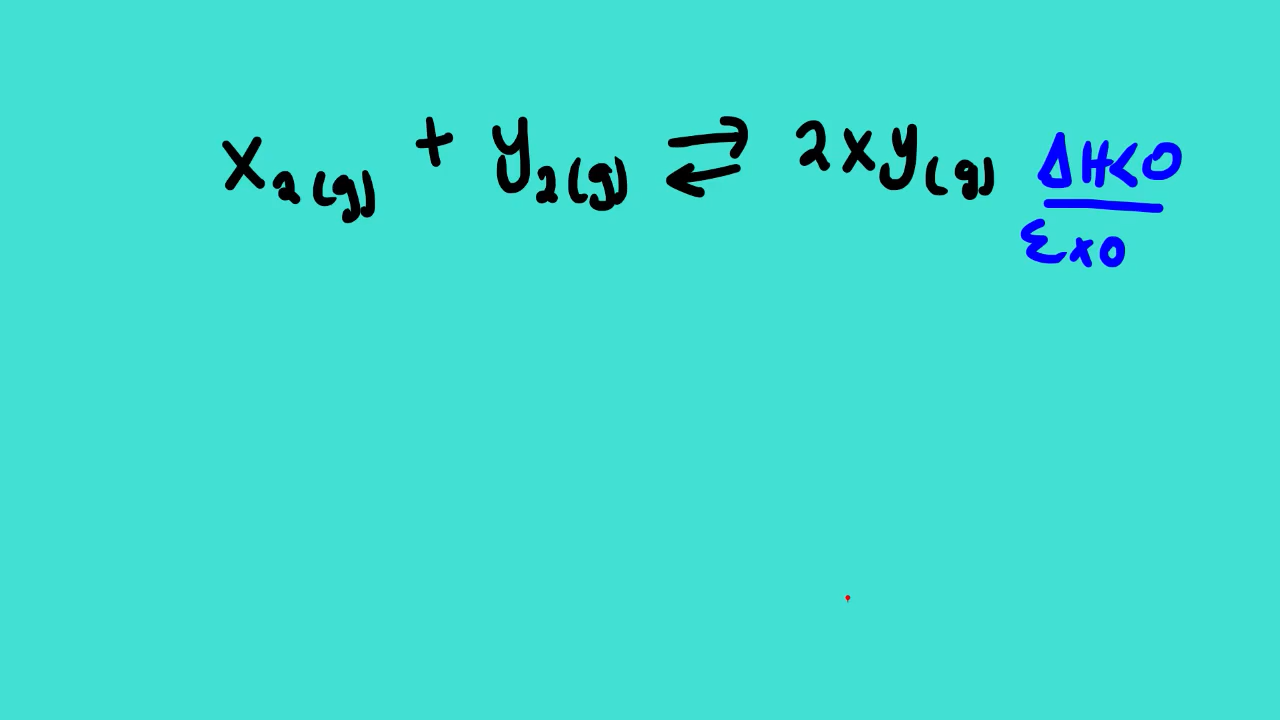 x₂(g) + y₂(g) ⇄ 2xy(g) ΔH<0
Exo